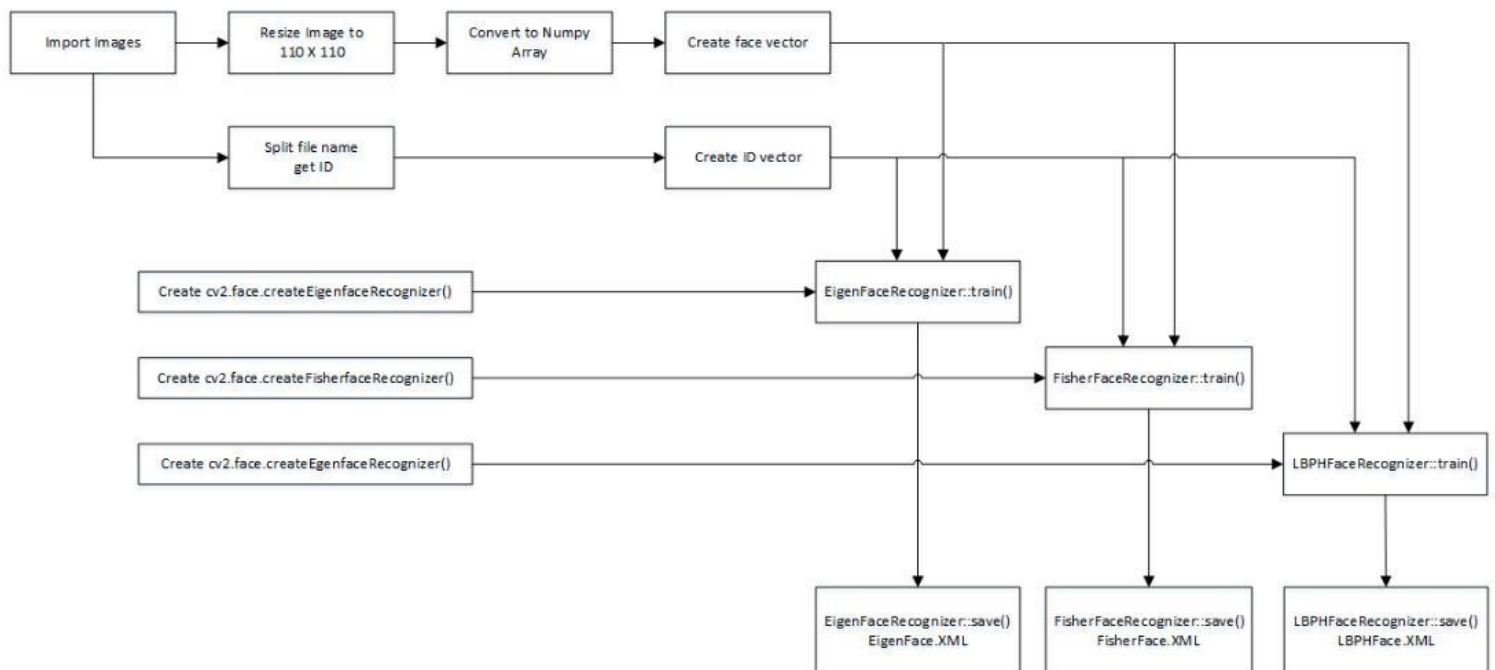 Import Images
Resize Image to
110 X 110
Convert to Numpy
Array
Create face vector
Split file name
get ID
Create ID vector
Create cv2.face.createEigenfaceRecognizer()
EigenFaceRecognizer::train()
Create cv2.face.createFisherfaceRecognizer()
FisherFaceRecognizer::train()
Create cv2.face.createEgenfaceRecognizer()
LBPHFaceRecognizer::train()
EigenFaceRecognizer::save()
EigenFace.XML
FisherFaceRecognizer::save()
FisherFace.XML
LBPHFaceRecognizer::save()
LBPHFace.XML